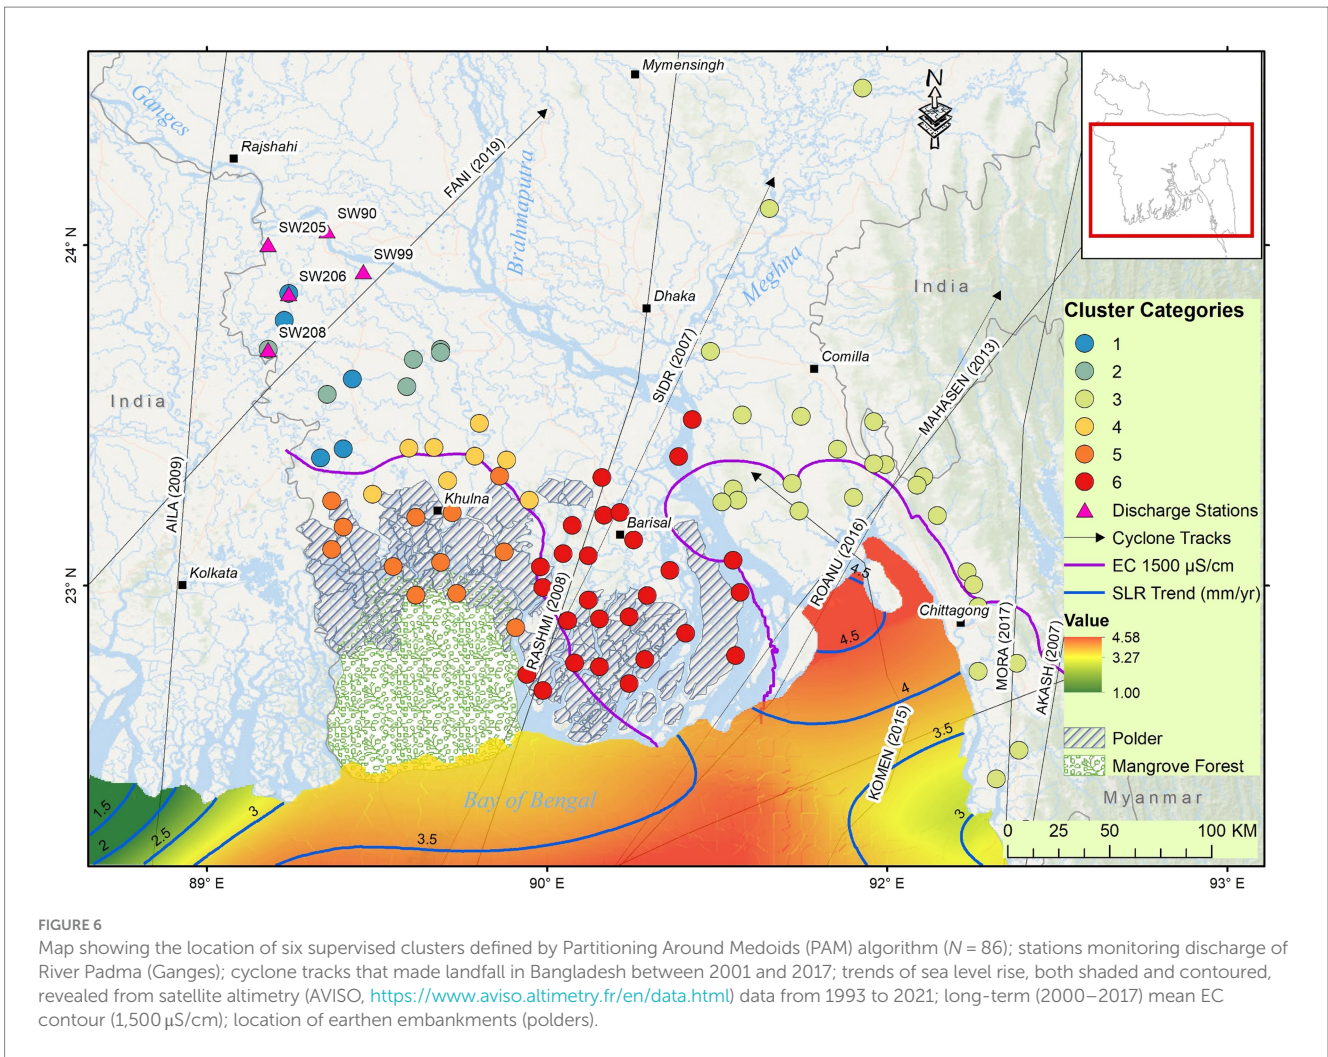 Mymensingh
N
Ganges
Rajshahi
FANI (2019)
Brahmaputra
SW90
SW205
24° N
SW99
Meghna
SW206
India
Dhaka
Cluster Categories
SW208
SIDR (2007)
MAHASEN (2013)
1
Comilla
2
India
3
4
5
AILA (2009)
Khulna
6
Barisal
Discharge Stations
Cyclone Tracks
ROANU (2016)
EC 1500 µS/cm
4.5
23° N
Kolkata
SLR Trend (mm/yr)
RASHMI (2008)
Chittagong
Value
4.5
4.58
MORA (2017)
3.27
AKASH (2007)
4
1.00
3.5
KOMEN (2015)
Polder
Mangrove Forest
Bay of Bengal
Myanmar
1.5
2
2.5
3
3.5
3
0 25 50 100 KM
89° E 90° E 92° E 93° E
FIGURE 6
Map showing the location of six supervised clusters defined by Partitioning Around Medoids (PAM) algorithm (N = 86); stations monitoring discharge of
River Padma (Ganges); cyclone tracks that made landfall in Bangladesh between 2001 and 2017; trends of sea level rise, both shaded and contoured,
revealed from satellite altimetry (AVISO, https://www.aviso.altimetry.fr/en/data.html) data from 1993 to 2021; long-term (2000–2017) mean EC
contour (1,500 µS/cm); location of earthen embankments (polders).